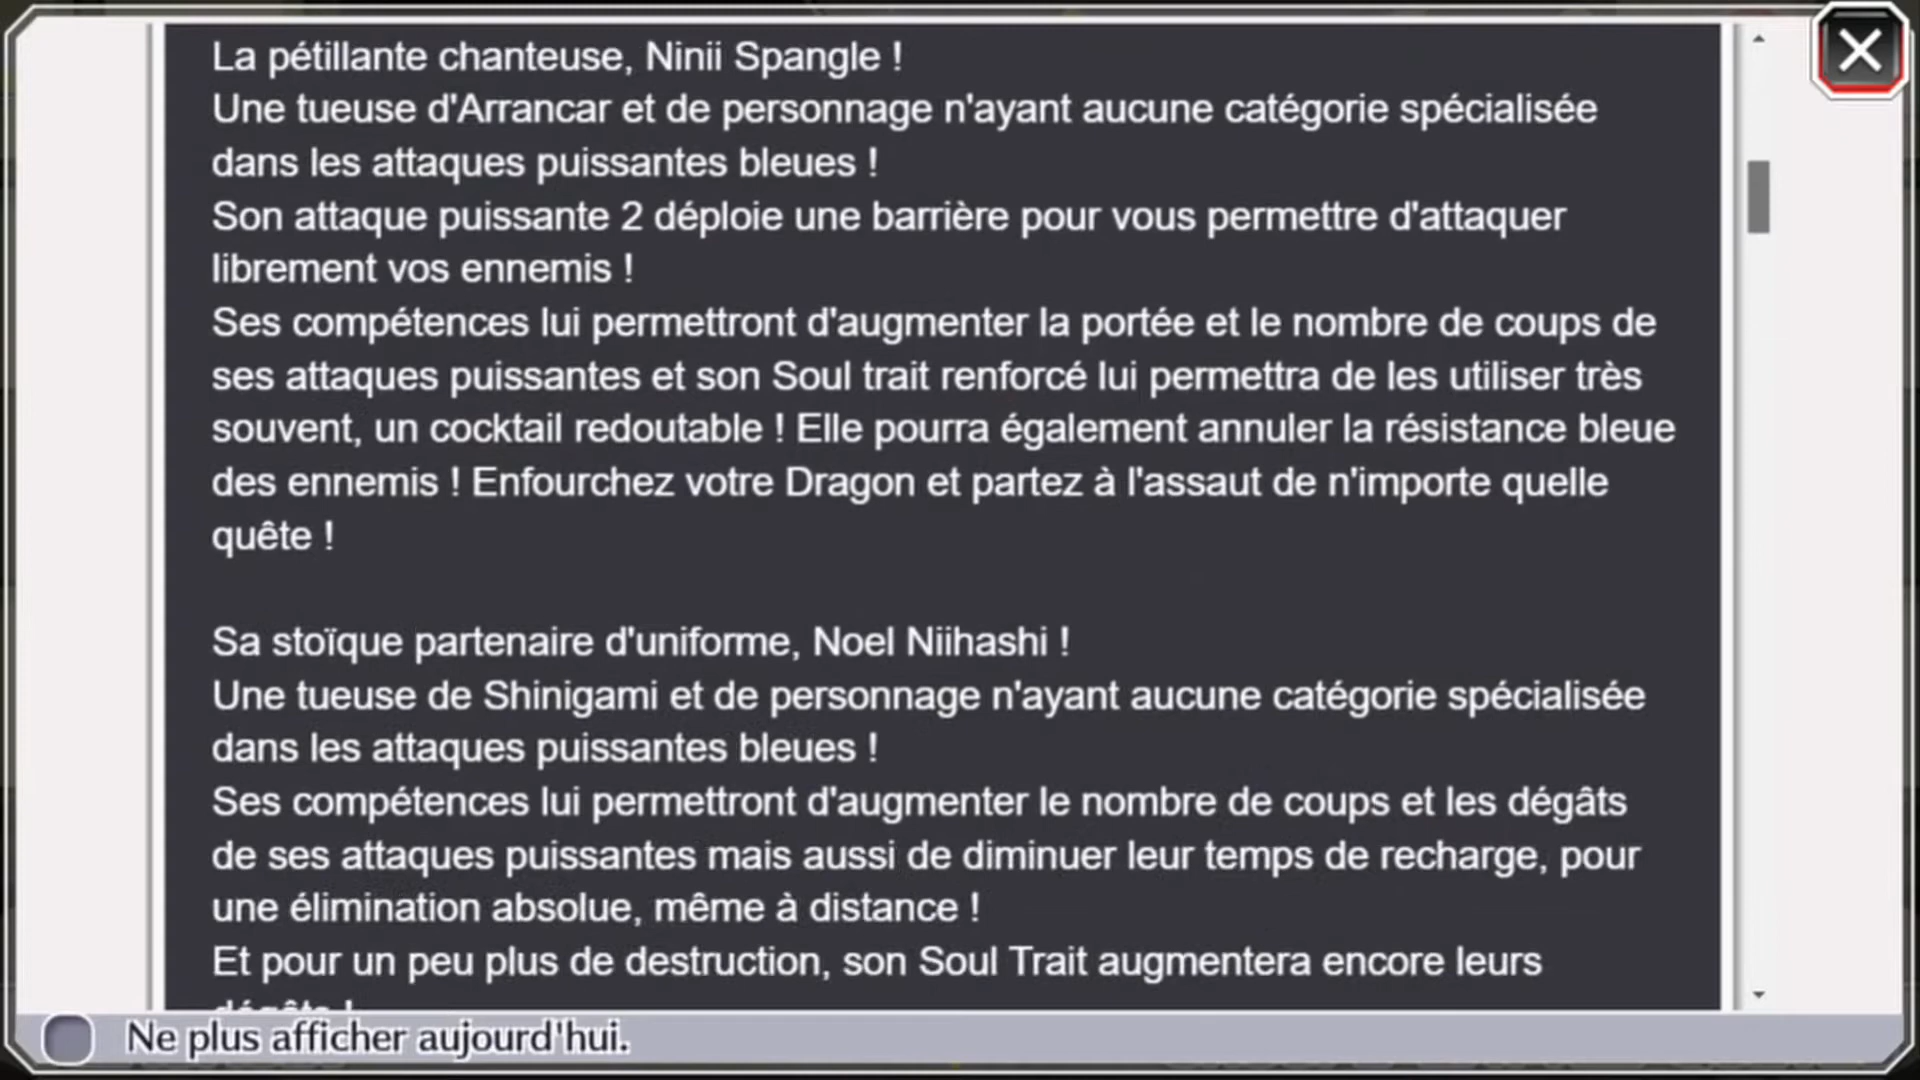 La pétillante chanteuse, Ninii Spangle !
Une tueuse d'Arrancar et de personnage n'ayant aucune catégorie spécialisée
dans les attaques puissantes bleues !
Son attaque puissante 2 déploie une barrière pour vous permettre d'attaquer
librement vos ennemis !
Ses compétences lui permettront d'augmenter la portée et le nombre de coups de
ses attaques puissantes et son Soul trait renforcé lui permettra de les utiliser très
souvent, un cocktail redoutable ! Elle pourra également annuler la résistance bleue
des ennemis ! Enfourchez votre Dragon et partez à l'assaut de n'importe quelle
quête !
Sa stoïque partenaire d'uniforme, Noel Niihashi !
Une tueuse de Shinigami et de personnage n'ayant aucune catégorie spécialisée
dans les attaques puissantes bleues !
Ses compétences lui permettront d'augmenter le nombre de coups et les dégâts
de ses attaques puissantes mais aussi de diminuer leur temps de recharge, pour
une élimination absolue, même à distance !
Et pour un peu plus de destruction, son Soul Trait augmentera encore leurs
dégâts !
Ne plus afficher aujourd'hui.